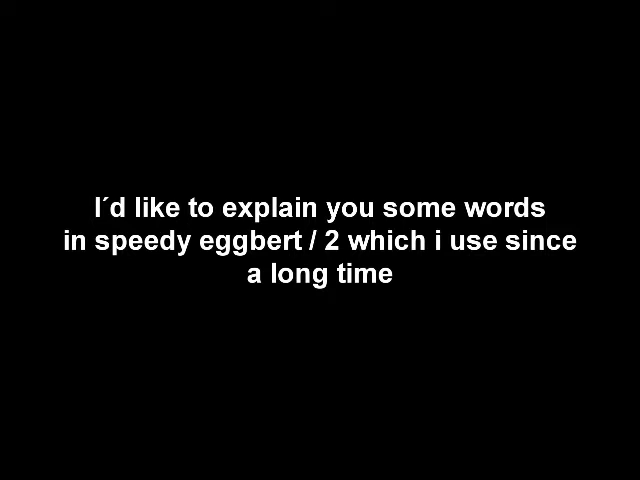 I´d like to explain you some words
in speedy eggbert / 2 which i use since
a long time